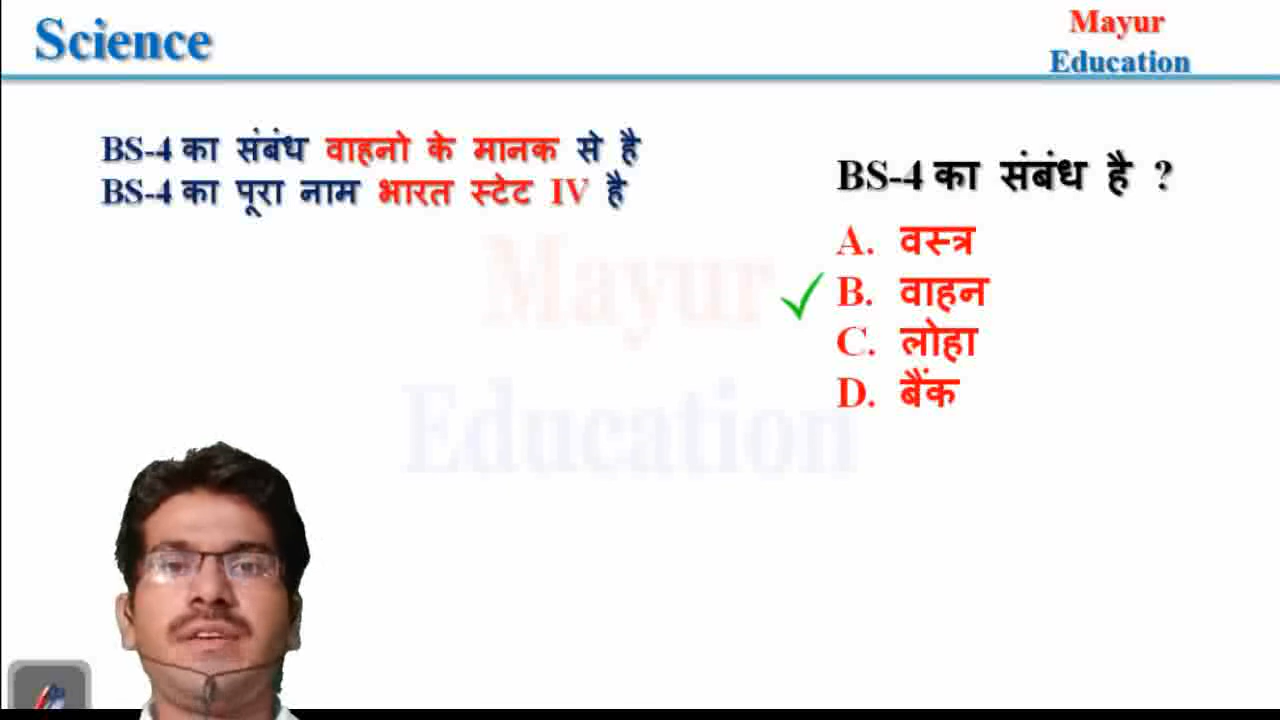 Science
Mayur
Education
BS-4 का संबंध वाहनो के मानक से है
BS-4 का पूरा नाम भारत स्टेट IV है
BS-4 का संबंध है ?
A. वस्त्र
B. वाहन
C. लोहा
D. बैंक
Mayur
Education